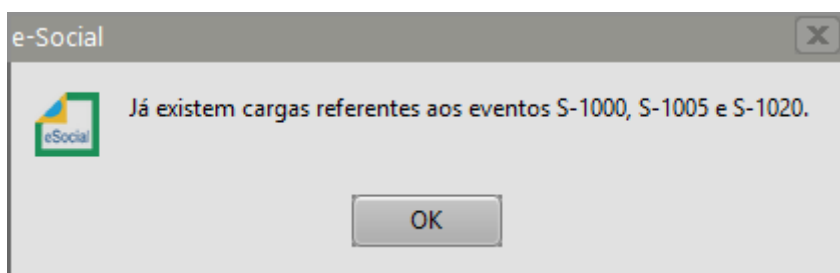 e-Social
Já existem cargas referentes aos eventos S-1000, S-1005 e S-1020.
eSocial
OK